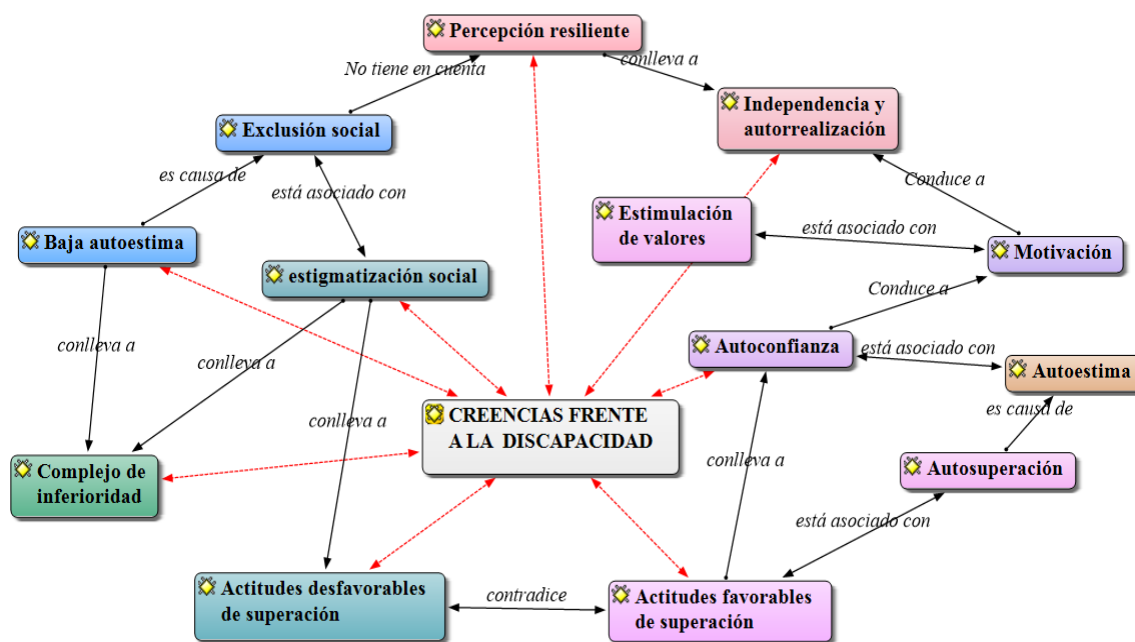 Percepción resiliente
No tiene en cuenta
conlleva a
Independencia y
autorrealización
Exclusión social
es causa de
está asociado con
Conduce a
Estimulación
de valores
está asociado con
Baja autoestima
Motivación
estigmatización social
Conduce a
conlleva a
conlleva a
Autoconfianza
está asociado con
Autoestima
es causa de
CREENCIAS FRENTE
A LA DISCAPACIDAD
conlleva a
conlleva a
Complejo de
inferioridad
Autosuperación
está asociado con
Actitudes desfavorables
de superación
contradice
Actitudes favorables
de superación